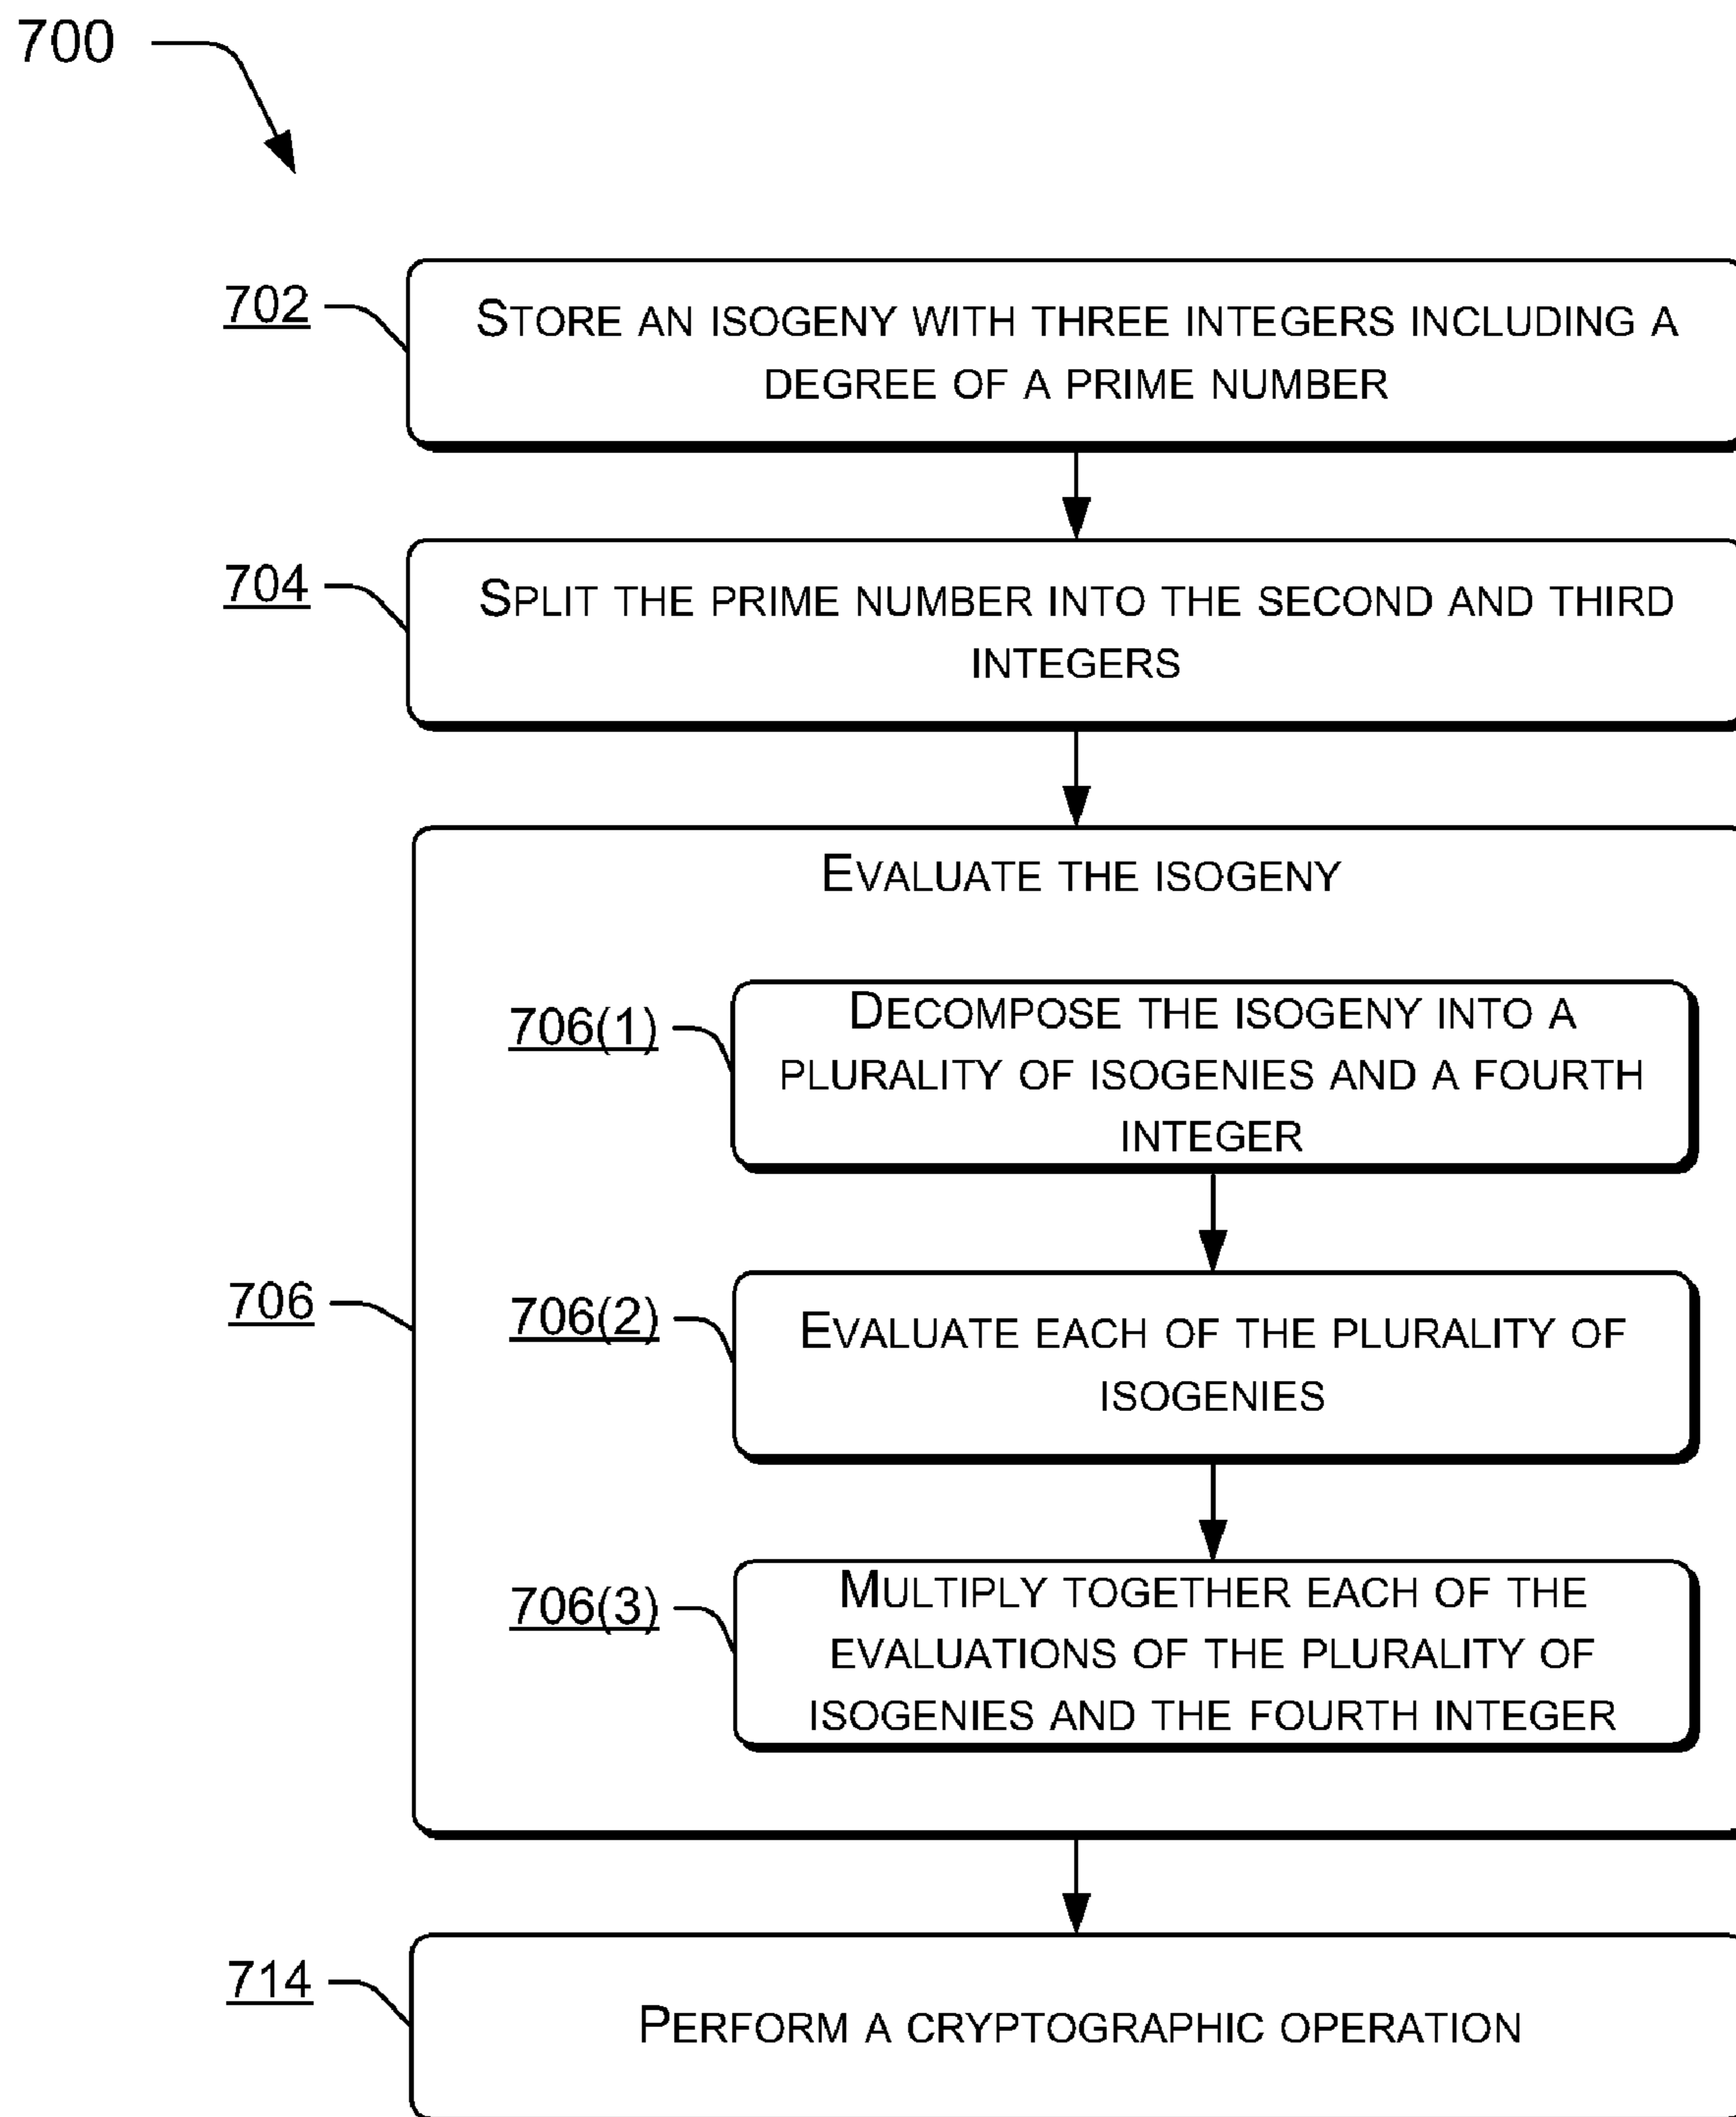 700
702
STORE AN ISOGENY WITH THREE INTEGERS INCLUDING A
DEGREE OF A PRIME NUMBER
704
SPLIT THE PRIME NUMBER INTO THE SECOND AND THIRD
INTEGERS
EVALUATE THE ISOGENY
706(1)
DECOMPOSE THE ISOGENY INTO A
PLURALITY OF ISOGENIES AND A FOURTH
INTEGER
706
706(2)
EVALUATE EACH OF THE PLURALITY OF
ISOGENIES
706(3)
MULTIPLY TOGETHER EACH OF THE
EVALUATIONS OF THE PLURALITY OF
ISOGENIES AND THE FOURTH INTEGER
714
PERFORM A CRYPTOGRAPHIC OPERATION